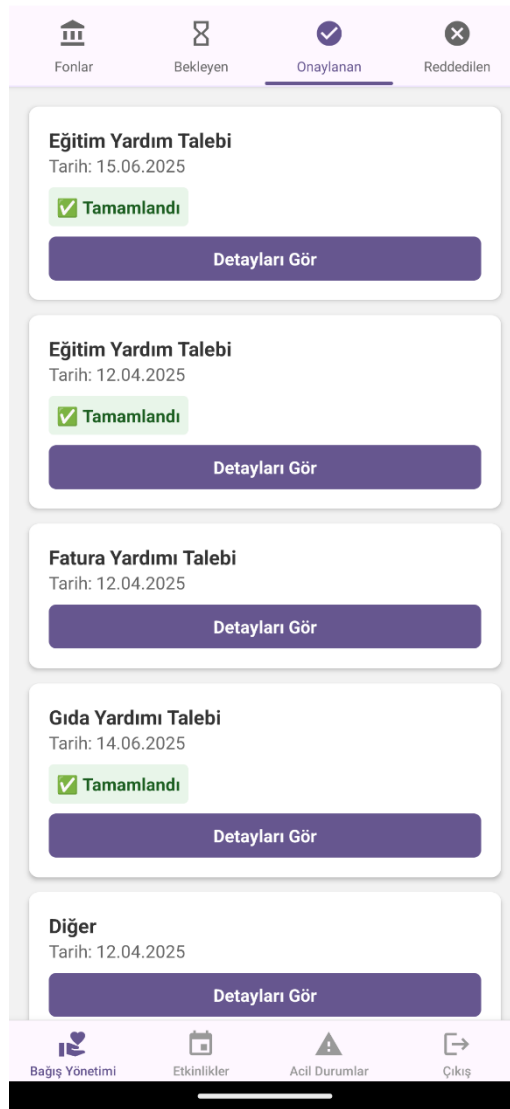 Fonlar Bekleyen Onaylanan Reddedilen
Eğitim Yardım Talebi
Tarih: 15.06.2025
✅ Tamamlandı
Detayları Gör
Eğitim Yardım Talebi
Tarih: 12.04.2025
✅ Tamamlandı
Detayları Gör
Fatura Yardımı Talebi
Tarih: 12.04.2025
Detayları Gör
Gıda Yardımı Talebi
Tarih: 14.06.2025
✅ Tamamlandı
Detayları Gör
Diğer
Tarih: 12.04.2025
Detayları Gör
Bağış Yönetimi Etkinlikler Acil Durumlar Çıkış